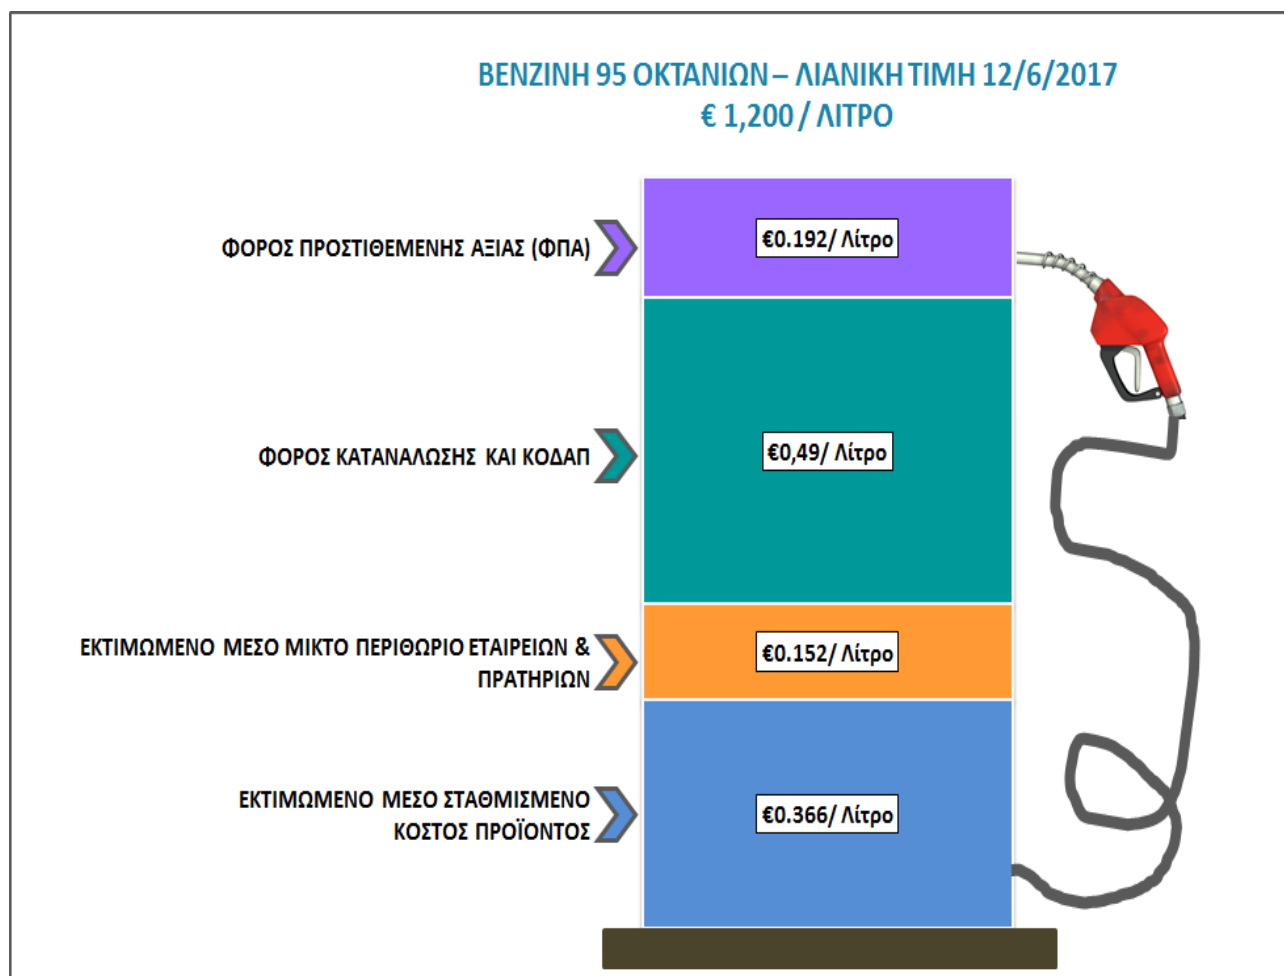 ΒΕΝΖΙΝΗ 95 ΟΚΤΑΝΙΩΝ – ΛΙΑΝΙΚΗ ΤΙΜΗ 12/6/2017
€ 1,200 / ΛΙΤΡΟ
ΦΟΡΟΣ ΠΡΟΣΤΙΘΕΜΕΝΗΣ ΑΞΙΑΣ (ΦΠΑ)
€0.192/ Λίτρο
ΦΟΡΟΣ ΚΑΤΑΝΑΛΩΣΗΣ ΚΑΙ ΚΟΔΑΠ
€0,49/ Λίτρο
ΕΚΤΙΜΩΜΕΝΟ ΜΕΣΟ ΜΙΚΤΟ ΠΕΡΙΘΩΡΙΟ ΕΤΑΙΡΕΙΩΝ &
ΠΡΑΤΗΡΙΩΝ
€0.152/ Λίτρο
ΕΚΤΙΜΩΜΕΝΟ ΜΕΣΟ ΣΤΑΘΜΙΣΜΕΝΟ
ΚΟΣΤΟΣ ΠΡΟΪΟΝΤΟΣ
€0.366/ Λίτρο